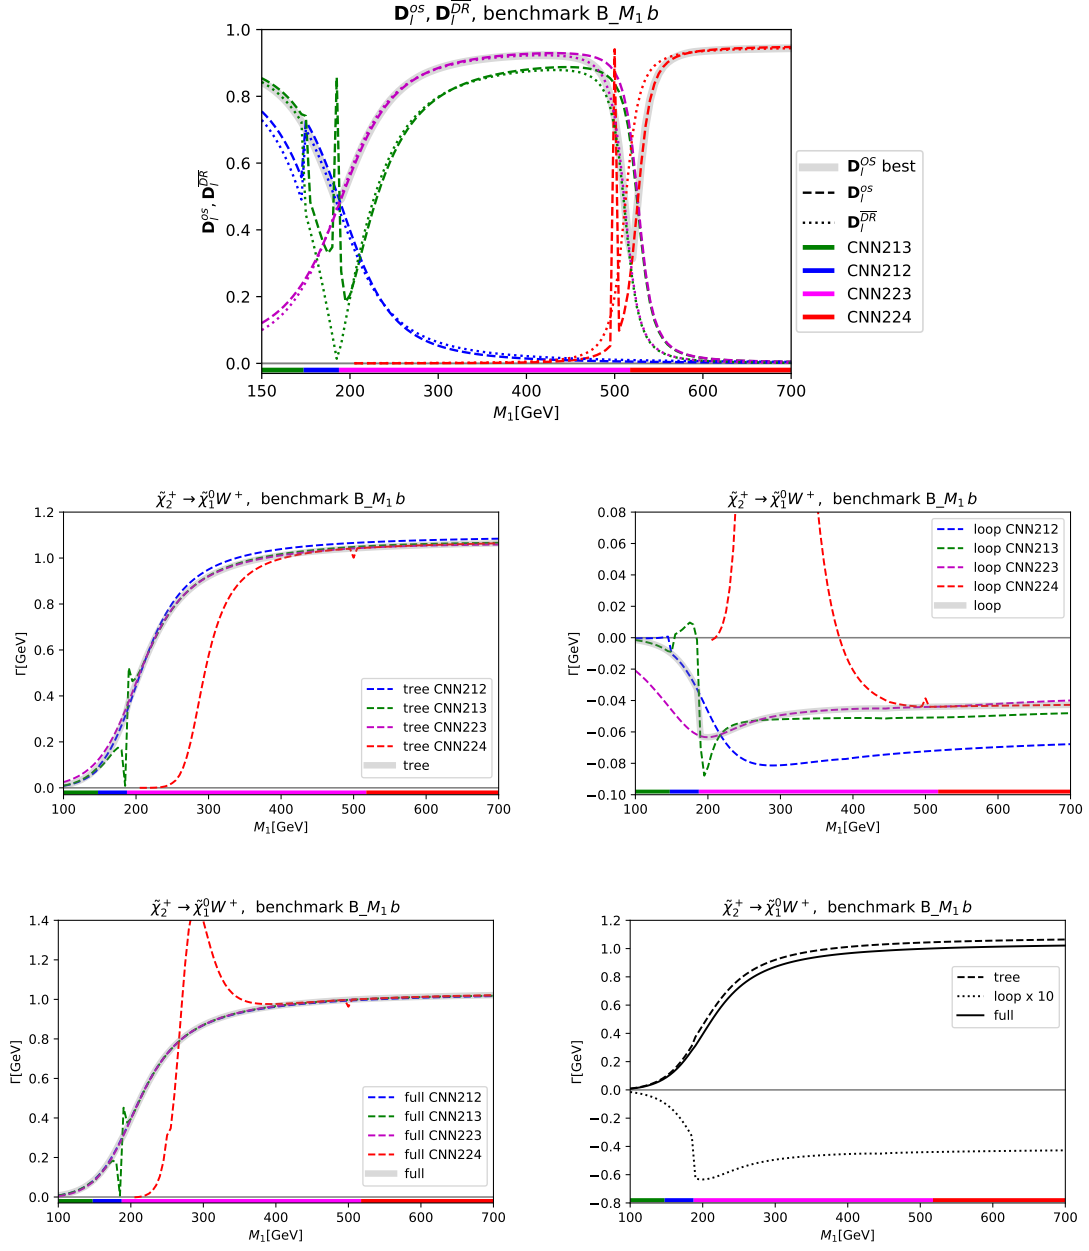 D_l^os, D_l^DR̅, benchmark B_M₁b
D_l^os, D_l^DR̅
1.0
0.8
0.6
0.4
0.2
0.0
150 200 300 400 500 600 700
M₁[GeV]
D_l^OS best
D_l^os
D_l^DR̅
CNN213
CNN212
CNN223
CNN224
χ̃₂⁺ → χ̃₁⁰W⁺, benchmark B_M₁b
Γ[GeV]
1.2
1.0
0.8
0.6
0.4
0.2
0.0
100 200 300 400 500 600 700
M₁[GeV]
tree CNN212
tree CNN213
tree CNN223
tree CNN224
tree
χ̃₂⁺ → χ̃₁⁰W⁺, benchmark B_M₁b
Γ[GeV]
0.08
0.06
0.04
0.02
0.00
−0.02
−0.04
−0.06
−0.08
−0.10
100 200 300 400 500 600 700
M₁[GeV]
loop CNN212
loop CNN213
loop CNN223
loop CNN224
loop
χ̃₂⁺ → χ̃₁⁰W⁺, benchmark B_M₁b
Γ[GeV]
1.4
1.2
1.0
0.8
0.6
0.4
0.2
0.0
100 200 300 400 500 600 700
M₁[GeV]
full CNN212
full CNN213
full CNN223
full CNN224
full
χ̃₂⁺ → χ̃₁⁰W⁺, benchmark B_M₁b
Γ[GeV]
1.2
1.0
0.8
0.6
0.4
0.2
0.0
−0.2
−0.4
−0.6
−0.8
100 200 300 400 500 600 700
M₁[GeV]
tree
loop x 10
full